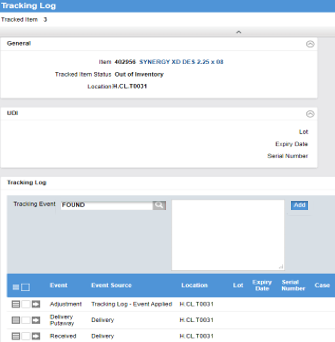 Tracking Log
Tracked Item 3
General
Item 402956 SYNERGY XD DES 2.25 x 08
Tracked Item Status Out of Inventory
Location H.CL.T0031
UDI
Lot
Expiry Date
Serial Number
Tracking Log
Tracking Event FOUND Add
Event Event Source Location Lot Expiry Date Serial Number Case
Adjustment Tracking Log - Event Applied H.CL.T0031
Delivery Putaway Delivery H.CL.T0031
Received Delivery H.CL.T0031